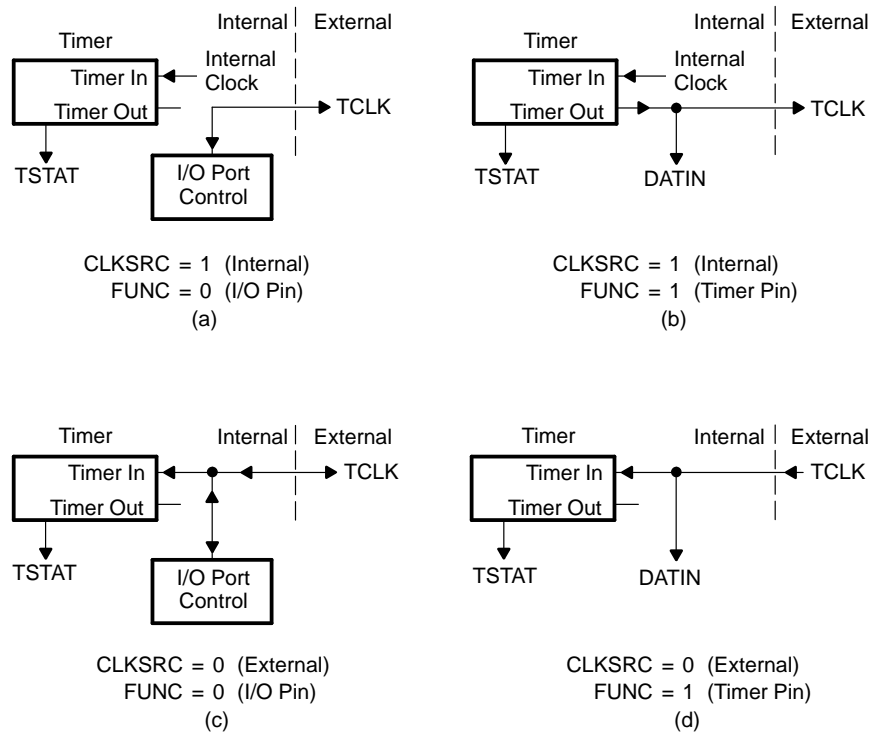 Internal External
Timer
Timer In
Internal
Clock
Timer Out
TCLK
TSTAT
I/O Port
Control
CLKSRC = 1 (Internal)
FUNC = 0 (I/O Pin)
(a)
Internal External
Timer
Timer In
Internal
Clock
Timer Out
TCLK
TSTAT
DATIN
CLKSRC = 1 (Internal)
FUNC = 1 (Timer Pin)
(b)
Timer Internal External
Timer In
TCLK
Timer Out
TSTAT
I/O Port
Control
CLKSRC = 0 (External)
FUNC = 0 (I/O Pin)
(c)
Timer Internal External
Timer In
TCLK
Timer Out
TSTAT
DATIN
CLKSRC = 0 (External)
FUNC = 1 (Timer Pin)
(d)